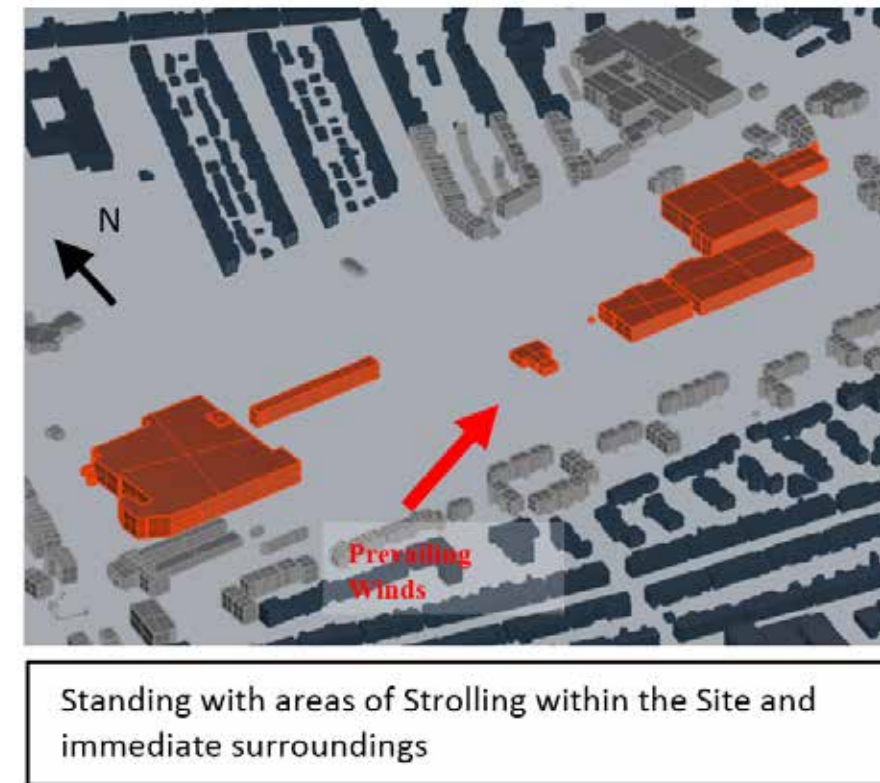 N
Prevailing
Winds
Standing with areas of Strolling within the Site and
immediate surroundings